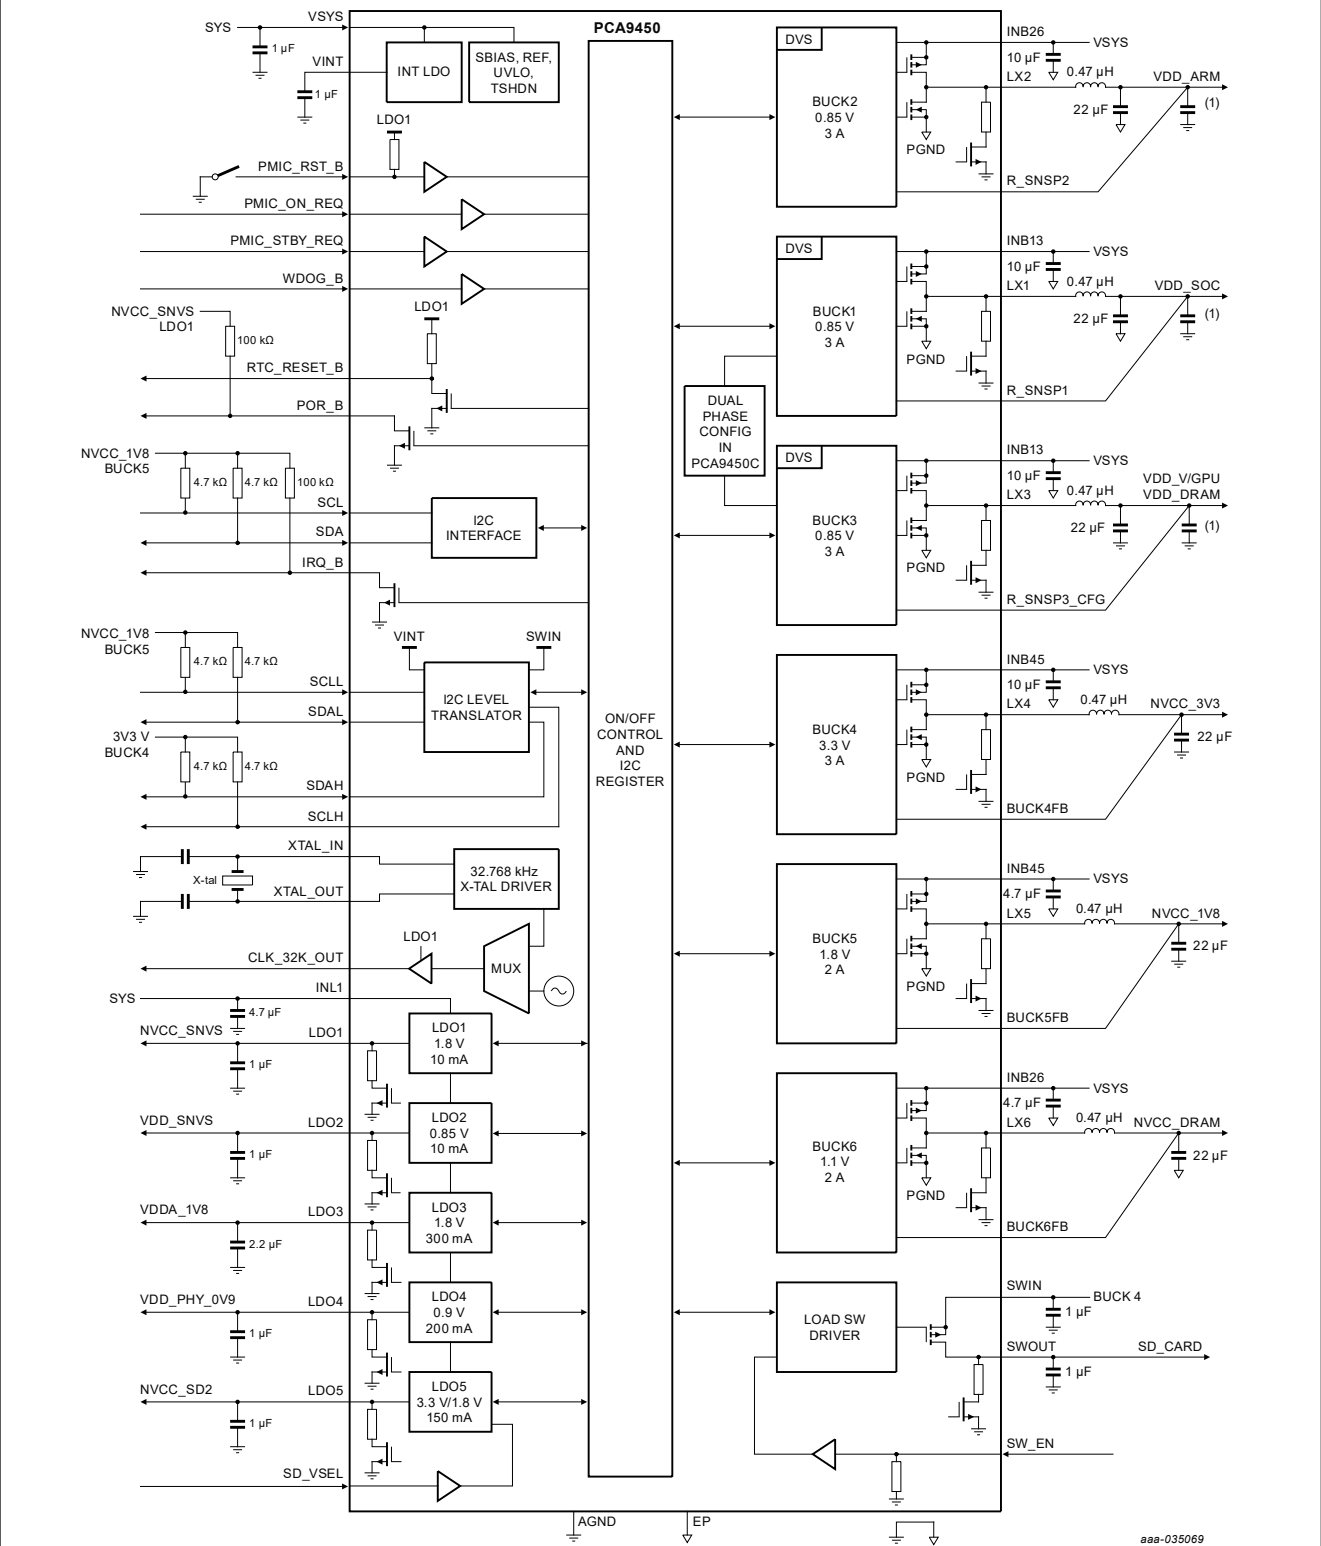 PCA9450
SYS
VSYS
1 µF
VINT
1 µF
INT LDO
SBIAS, REF,
UVLO,
TSHDN
LDO1
PMIC_RST_B
PMIC_ON_REQ
PMIC_STBY_REQ
WDOG_B
NVCC_SNVS
LDO1
100 kΩ
LDO1
RTC_RESET_B
POR_B
NVCC_1V8
BUCK5
4.7 kΩ
4.7 kΩ
100 kΩ
SCL
SDA
IRQ_B
I2C
INTERFACE
NVCC_1V8
BUCK5
4.7 kΩ
4.7 kΩ
VINT
SWIN
SCLL
SDAL
I2C LEVEL
TRANSLATOR
3V3 V
BUCK4
4.7 kΩ
4.7 kΩ
SDAH
SCLH
XTAL_IN
X-tal
XTAL_OUT
32.768 kHz
X-TAL DRIVER
LDO1
CLK_32K_OUT
MUX
SYS
INL1
4.7 µF
NVCC_SNVS
LDO1
1 µF
LDO1
1.8 V
10 mA
VDD_SNVS
LDO2
1 µF
LDO2
0.85 V
10 mA
VDDA_1V8
LDO3
2.2 µF
LDO3
1.8 V
300 mA
VDD_PHY_0V9
LDO4
1 µF
LDO4
0.9 V
200 mA
NVCC_SD2
LDO5
1 µF
LDO5
3.3 V/1.8 V
150 mA
SD_VSEL
ON/OFF
CONTROL
AND
I2C
REGISTER
DVS
BUCK2
0.85 V
3 A
PGND
INB26
VSYS
10 µF
LX2
0.47 µH
VDD_ARM
22 µF
(1)
R_SNSP2
DVS
BUCK1
0.85 V
3 A
PGND
INB13
VSYS
10 µF
LX1
0.47 µH
VDD_SOC
22 µF
(1)
R_SNSP1
DUAL
PHASE
CONFIG
IN
PCA9450C
DVS
BUCK3
0.85 V
3 A
PGND
INB13
VSYS
10 µF
LX3
0.47 µH
VDD_V/GPU
VDD_DRAM
22 µF
(1)
R_SNSP3_CFG
BUCK4
3.3 V
3 A
PGND
INB45
VSYS
10 µF
LX4
0.47 µH
NVCC_3V3
22 µF
BUCK4FB
BUCK5
1.8 V
2 A
PGND
INB45
VSYS
4.7 µF
LX5
0.47 µH
NVCC_1V8
22 µF
BUCK5FB
BUCK6
1.1 V
2 A
PGND
INB26
VSYS
4.7 µF
LX6
0.47 µH
NVCC_DRAM
22 µF
BUCK6FB
LOAD SW
DRIVER
SWIN
BUCK 4
1 µF
SWOUT
SD_CARD
1 µF
SW_EN
AGND
EP
aaa-035069